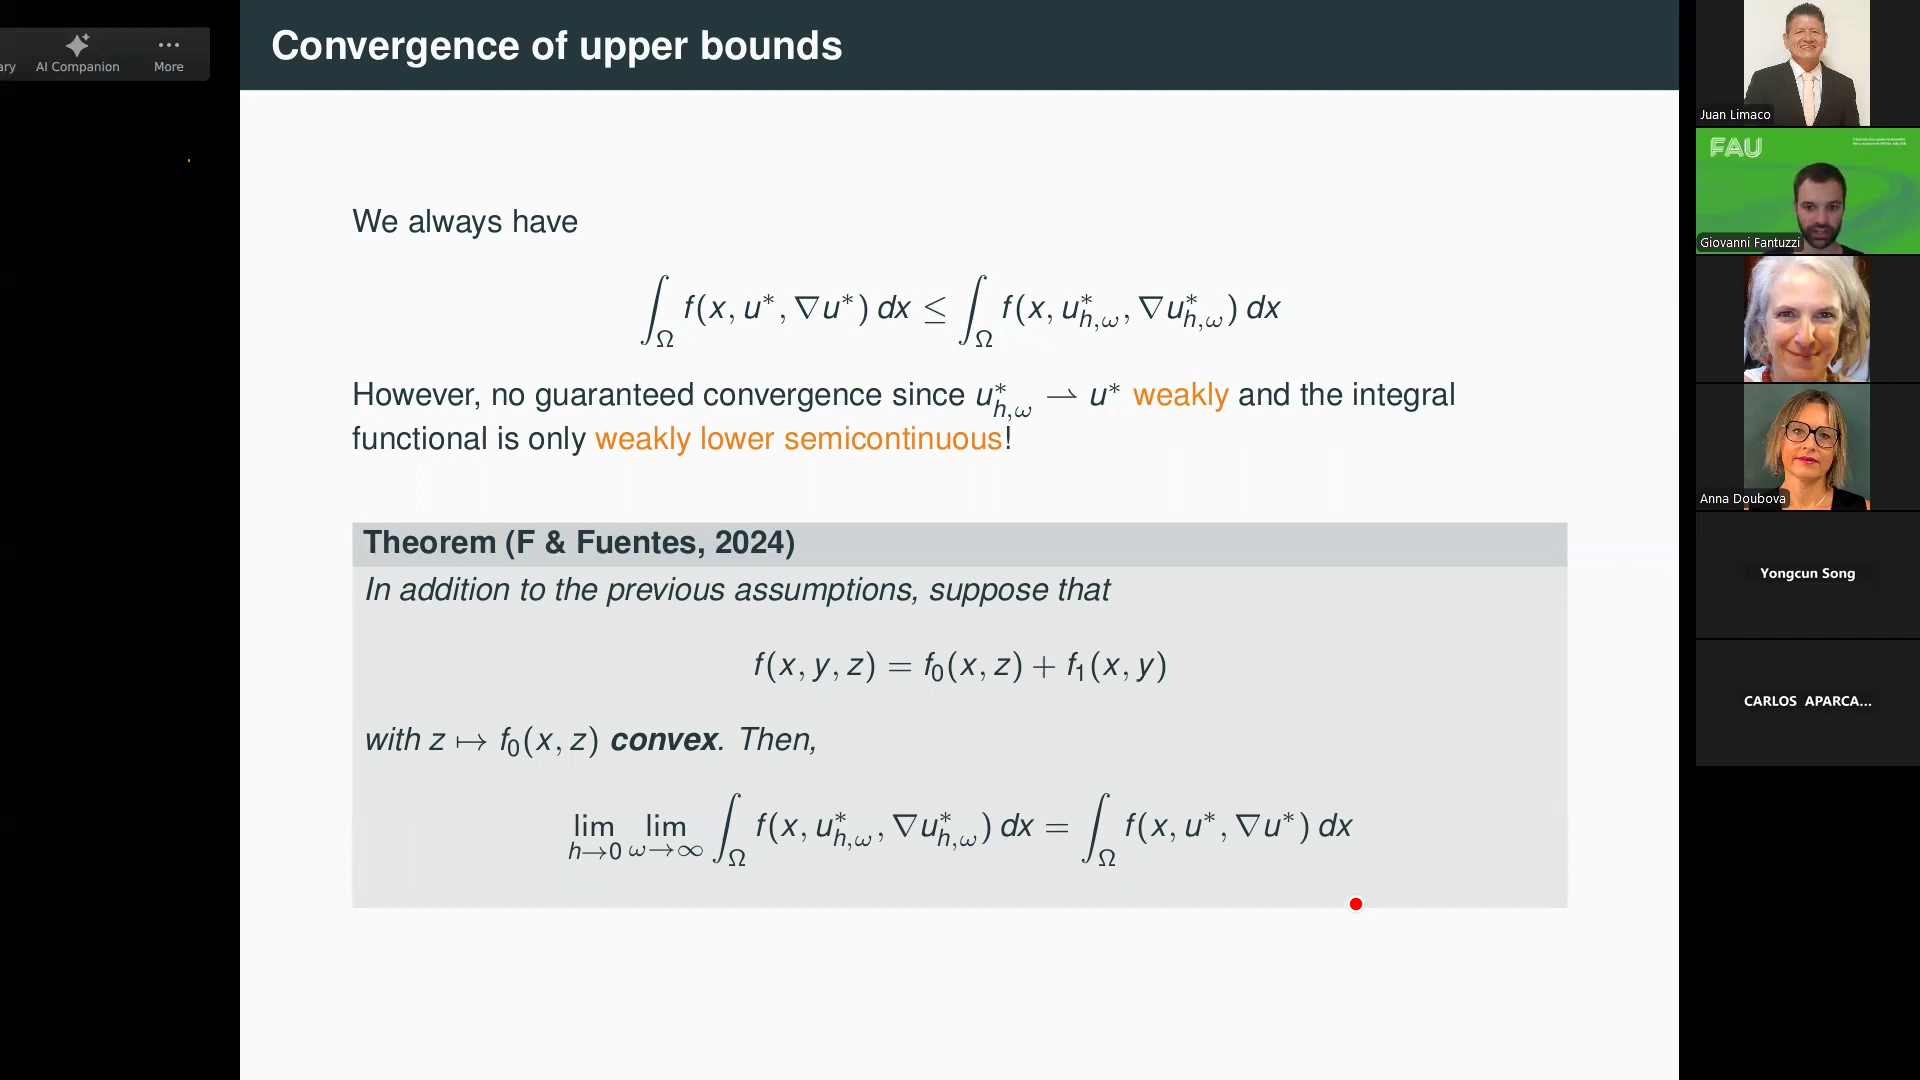 ary
AI Companion
More
Convergence of upper bounds
We always have
∫_Ω f(x, u*, ∇u*) dx ≤ ∫_Ω f(x, u*_{h,ω}, ∇u*_{h,ω}) dx
However, no guaranteed convergence since u*_{h,ω} ⇀ u* weakly and the integral
functional is only weakly lower semicontinuous!
Theorem (F & Fuentes, 2024)
In addition to the previous assumptions, suppose that
f(x, y, z) = f₀(x, z) + f₁(x, y)
with z ↦ f₀(x, z) convex. Then,
lim_{h→0} lim_{ω→∞} ∫_Ω f(x, u*_{h,ω}, ∇u*_{h,ω}) dx = ∫_Ω f(x, u*, ∇u*) dx
Juan Limaco
FAU
Giovanni Fantuzzi
Anna Doubova
Yongcun Song
CARLOS APARCA...